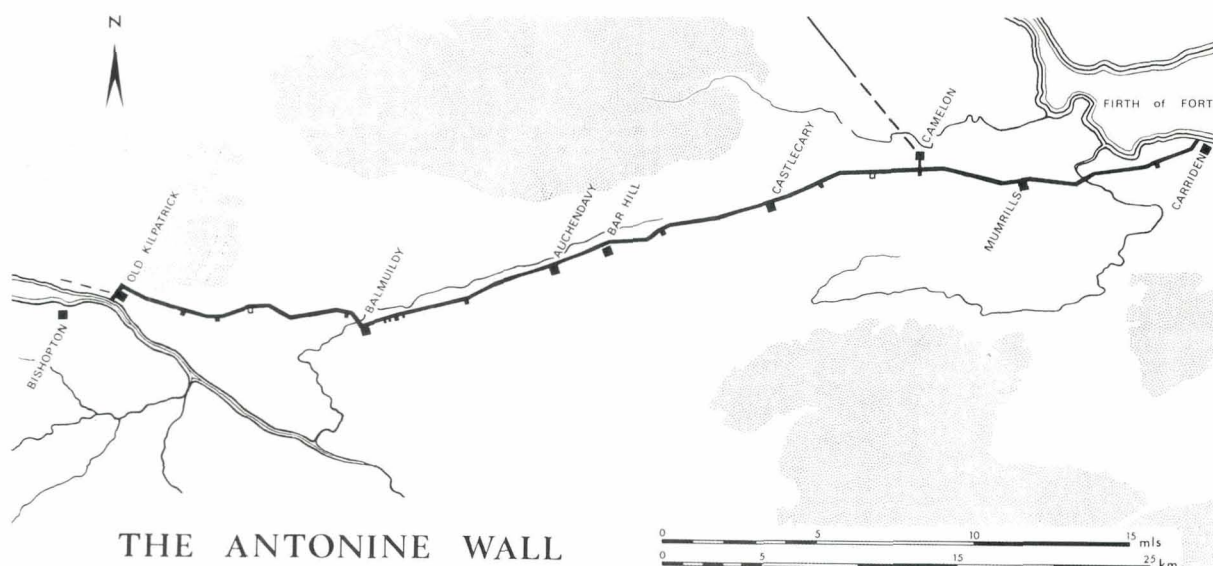 N
FIRTH of FORT
CAMELON
CARRIDEN
CASTLECARY
MUMRILLS
OLD KILPATRICK
AUCHENDAVY
BAR HILL
BALMUILDY
BISHOPTON
THE ANTONINE WALL
0 5 10 15 mls
0 5 15 25 km